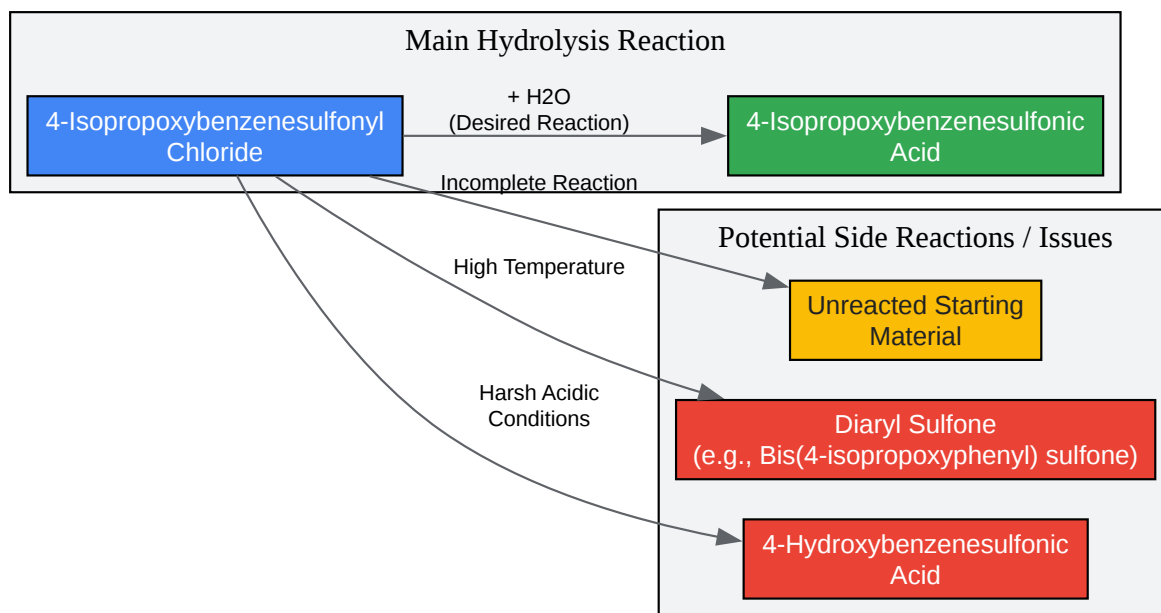 Main Hydrolysis Reaction
4-Isopropoxybenzenesulfonyl
Chloride
+ H2O
(Desired Reaction)
4-Isopropoxybenzenesulfonic
Acid
Incomplete Reaction
Potential Side Reactions / Issues
High Temperature
Unreacted Starting
Material
Harsh Acidic
Conditions
Diaryl Sulfone
(e.g., Bis(4-isopropoxyphenyl) sulfone)
4-Hydroxybenzenesulfonic
Acid